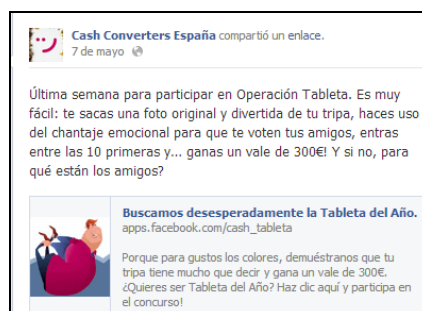 Cash Converters España compartió un enlace.
7 de mayo
Última semana para participar en Operación Tableta. Es muy
fácil: te sacas una foto original y divertida de tu tripa, haces uso
del chantaje emocional para que te voten tus amigos, entras
entre las 10 primeras y... ganas un vale de 300€! Y si no, para
qué están los amigos?
Buscamos desesperadamente la Tableta del Año.
apps.facebook.com/cash_tableta
Porque para gustos los colores, demuéstranos que tu
tripa tiene mucho que decir y gana un vale de 300€.
¿Quieres ser Tableta del Año? Haz clic aquí y participa en
el concurso!